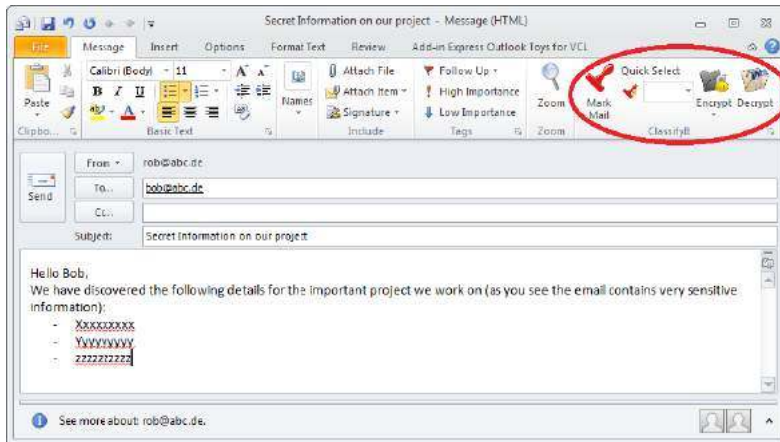 Secret Information on our project - Message (HTML)
File Message Insert Options Format Text Review Add-in Express Outlook Toys for VCL
Calibri (Body) 11 A A Attach File Follow Up Quick Select
Paste B I U Names Attach Item High Importance Zoom Mark Mail Encrypt Decrypt
ab A Signature Low Importance
Clipbo... Basic Text Include Tags Zoom ClassifyIt
From rob@abc.de
Send To... bob@abc.de
Cc...
Subject: Secret Information on our project
Hello Bob,
We have discovered the following details for the important project we work on (as you see the email contains very sensitive
information):
- Xxxxxxxxx
- Yyyyyyyyy
- zzzzzzzzzz
See more about: rob@abc.de.